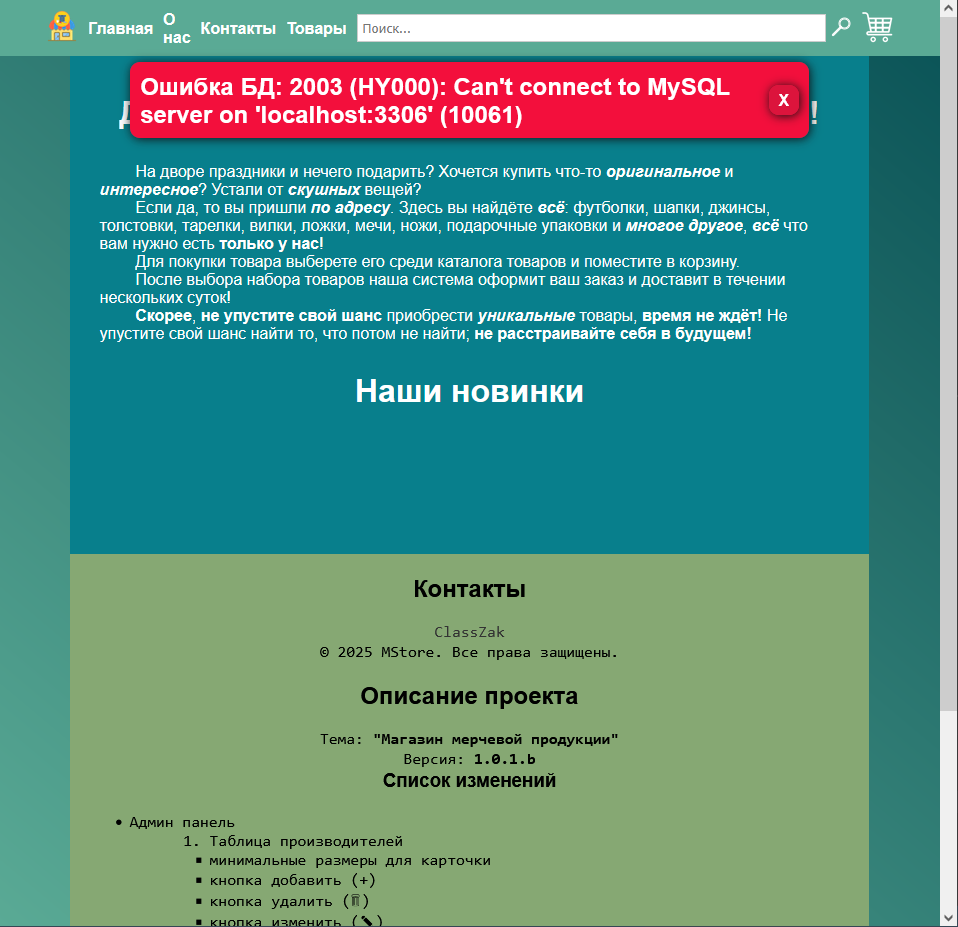 Главная О нас Контакты Товары Поиск...
Ошибка БД: 2003 (HY000): Can't connect to MySQL
server on 'localhost:3306' (10061)
X
!
На дворе праздники и нечего подарить? Хочется купить что-то оригинальное и
интересное? Устали от скушных вещей?
Если да, то вы пришли по адресу. Здесь вы найдёте всё: футболки, шапки, джинсы,
толстовки, тарелки, вилки, ложки, мечи, ножи, подарочные упаковки и многое другое, всё что
вам нужно есть только у нас!
Для покупки товара выберете его среди каталога товаров и поместите в корзину.
После выбора набора товаров наша система оформит ваш заказ и доставит в течении
нескольких суток!
Скорее, не упустите свой шанс приобрести уникальные товары, время не ждёт! Не
упустите свой шанс найти то, что потом не найти; не расстраивайте себя в будущем!
Наши новинки
Контакты
ClassZak
© 2025 MStore. Все права защищены.
Описание проекта
Тема: "Магазин мерчевой продукции"
Версия: 1.0.1.b
Список изменений
• Админ панель
1. Таблица производителей
▪ минимальные размеры для карточки
▪ кнопка добавить (+)
▪ кнопка удалить (🗑)
▪ кнопка изменить (✎)